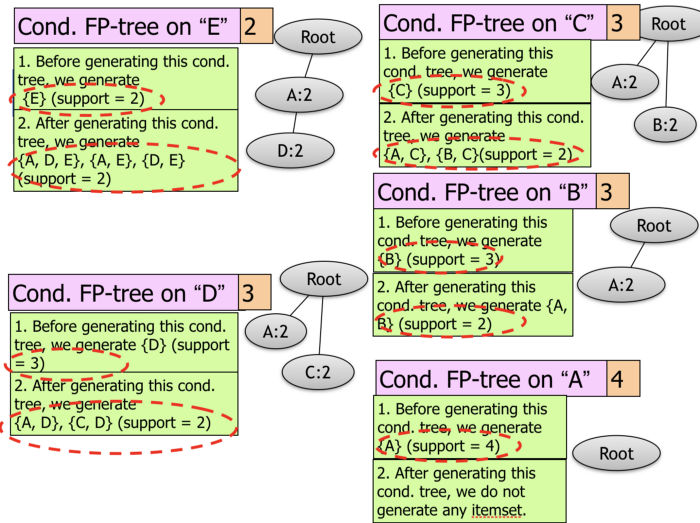 Cond. FP-tree on “E” 2
1. Before generating this cond.
tree, we generate
{E} (support = 2)
2. After generating this cond.
tree, we generate
{A, D, E}, {A, E}, {D, E}
(support = 2)
Root
A:2
D:2
Cond. FP-tree on “D” 3
1. Before generating this cond.
tree, we generate {D} (support
= 3)
2. After generating this cond.
tree, we generate
{A, D}, {C, D} (support = 2)
Root
A:2
C:2
Cond. FP-tree on “C” 3
1. Before generating this
cond. tree, we generate
{C} (support = 3)
2. After generating this cond.
tree, we generate
{A, C}, {B, C}(support = 2)
Root
A:2
B:2
Cond. FP-tree on “B” 3
1. Before generating this
cond. tree, we generate
{B} (support = 3)
2. After generating this
cond. tree, we generate {A,
B} (support = 2)
Root
A:2
Cond. FP-tree on “A” 4
1. Before generating this
cond. tree, we generate
{A} (support = 4)
2. After generating this
cond. tree, we do not
generate any itemset.
Root